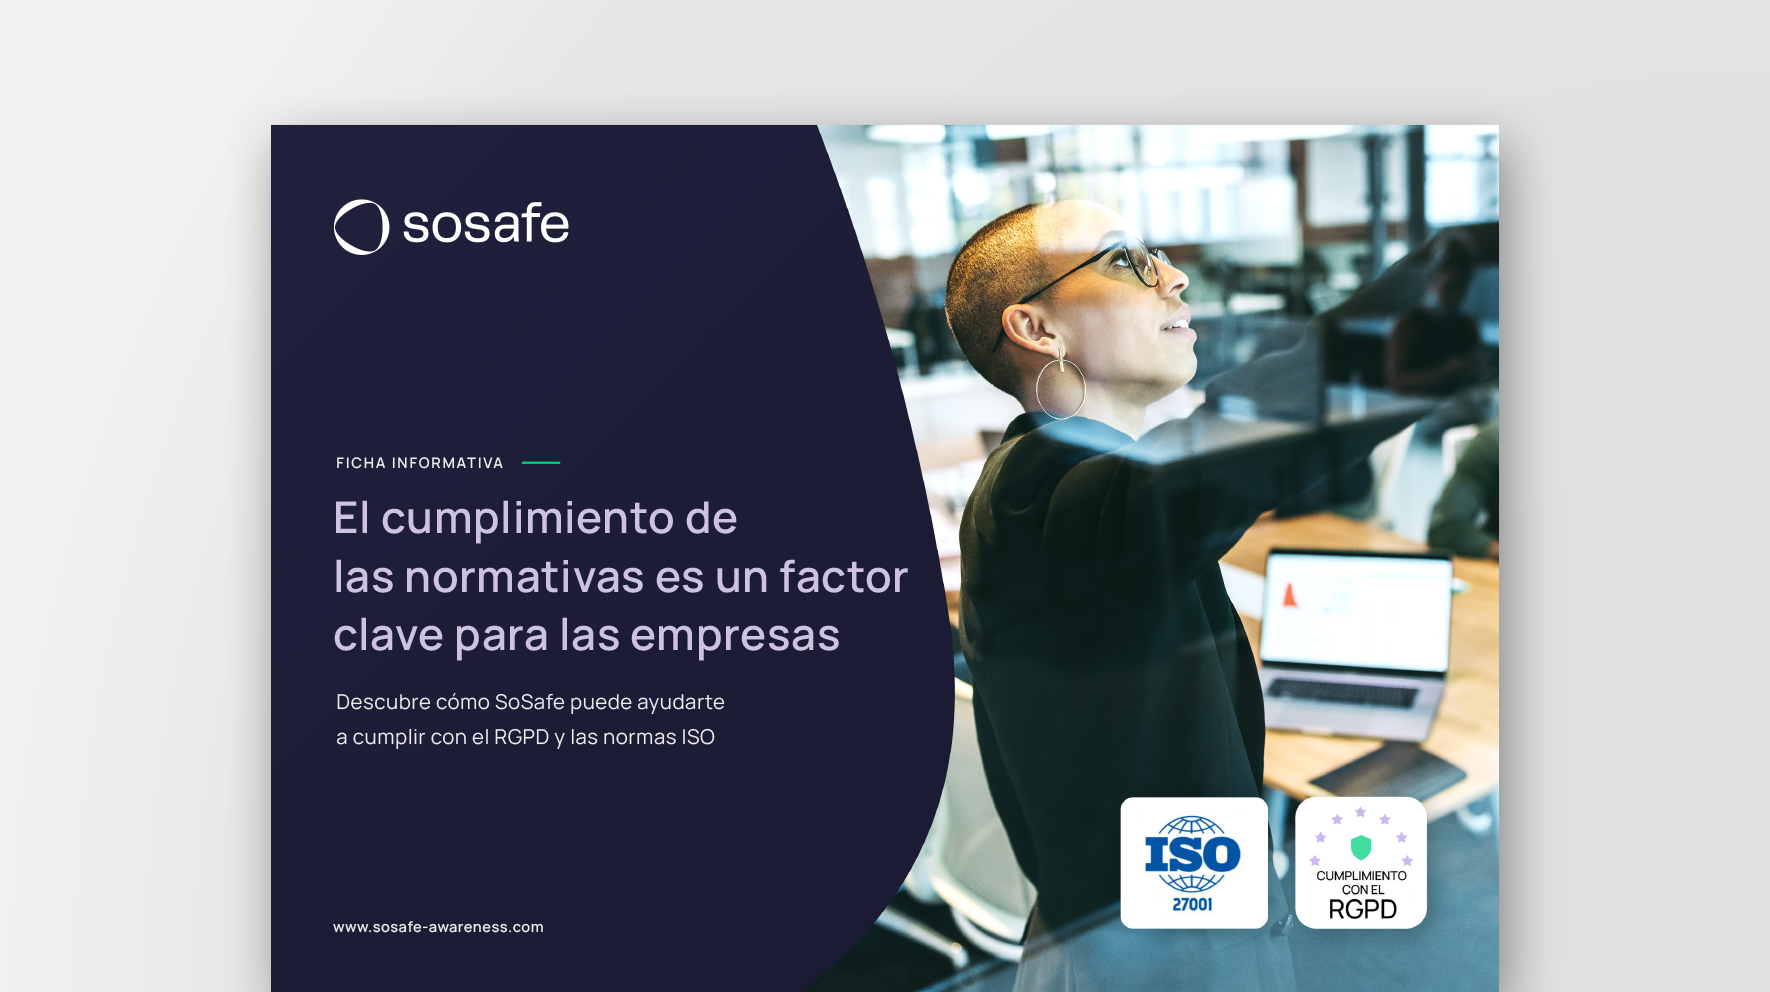 sosafe
FICHA INFORMATIVA
El cumplimiento de
las normativas es un factor
clave para las empresas
Descubre cómo SoSafe puede ayudarte
a cumplir con el RGPD y las normas ISO
www.sosafe-awareness.com
ISO
27001
CUMPLIMIENTO
CON EL
RGPD